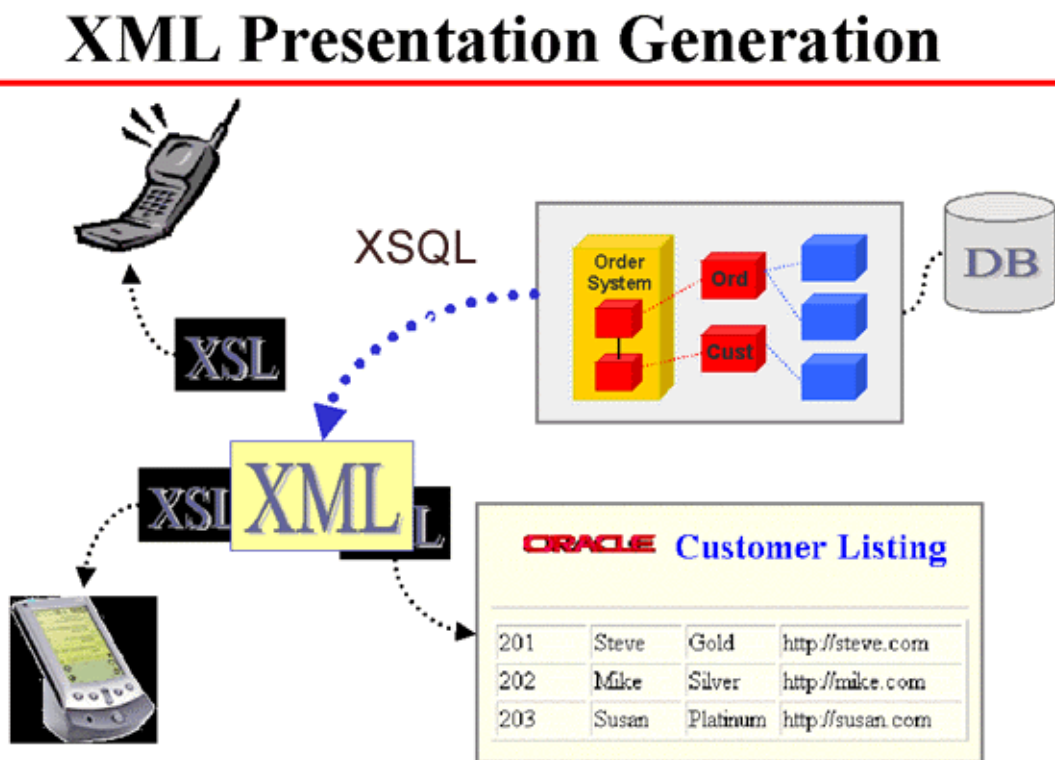 XML Presentation Generation
XSQL
Order
System
Ord
Cust
DB
XSL
XSL
XML
L
ORACLE Customer Listing
201 Steve Gold http://steve.com
202 Mike Silver http://mike.com
203 Susan Platinum http://susan.com